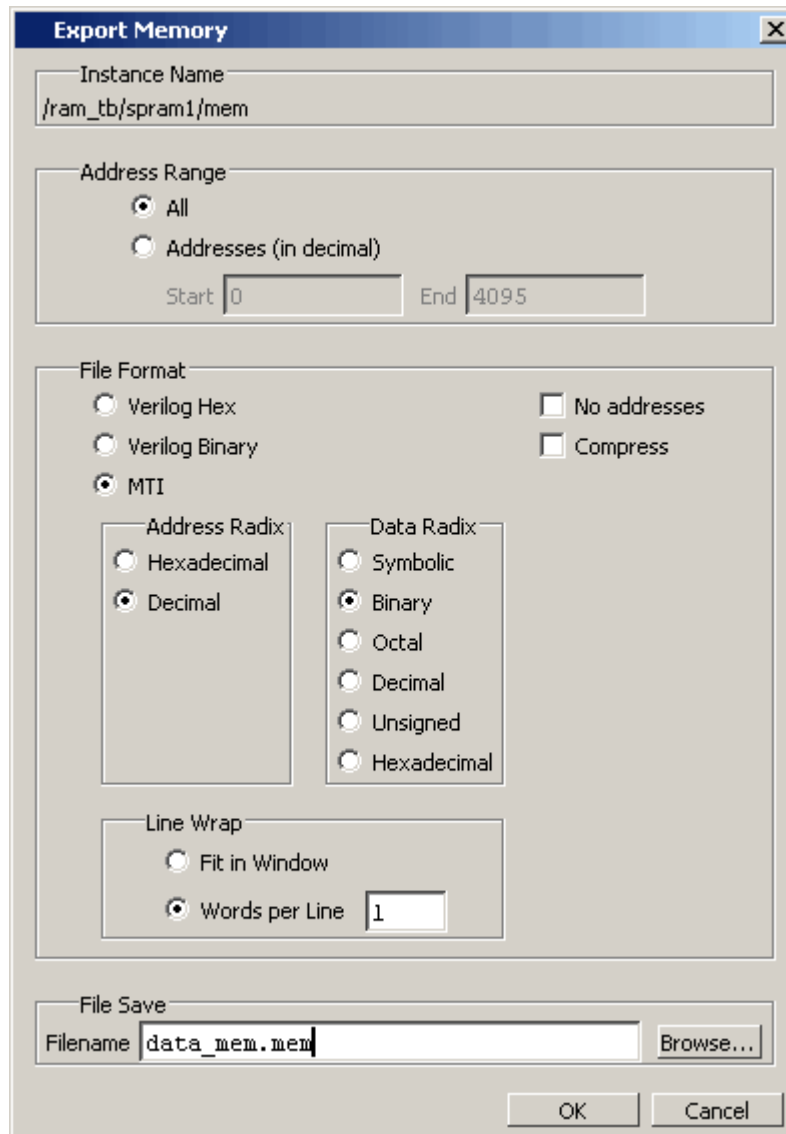 Export Memory
Instance Name
/ram_tb/spram1/mem
Address Range
All
Addresses (in decimal)
Start 0 End 4095
File Format
Verilog Hex No addresses
Verilog Binary Compress
MTI
Address Radix Data Radix
Hexadecimal Symbolic
Decimal Binary
Octal
Decimal
Unsigned
Hexadecimal
Line Wrap
Fit in Window
Words per Line 1
File Save
Filename data_mem.mem Browse...
OK Cancel